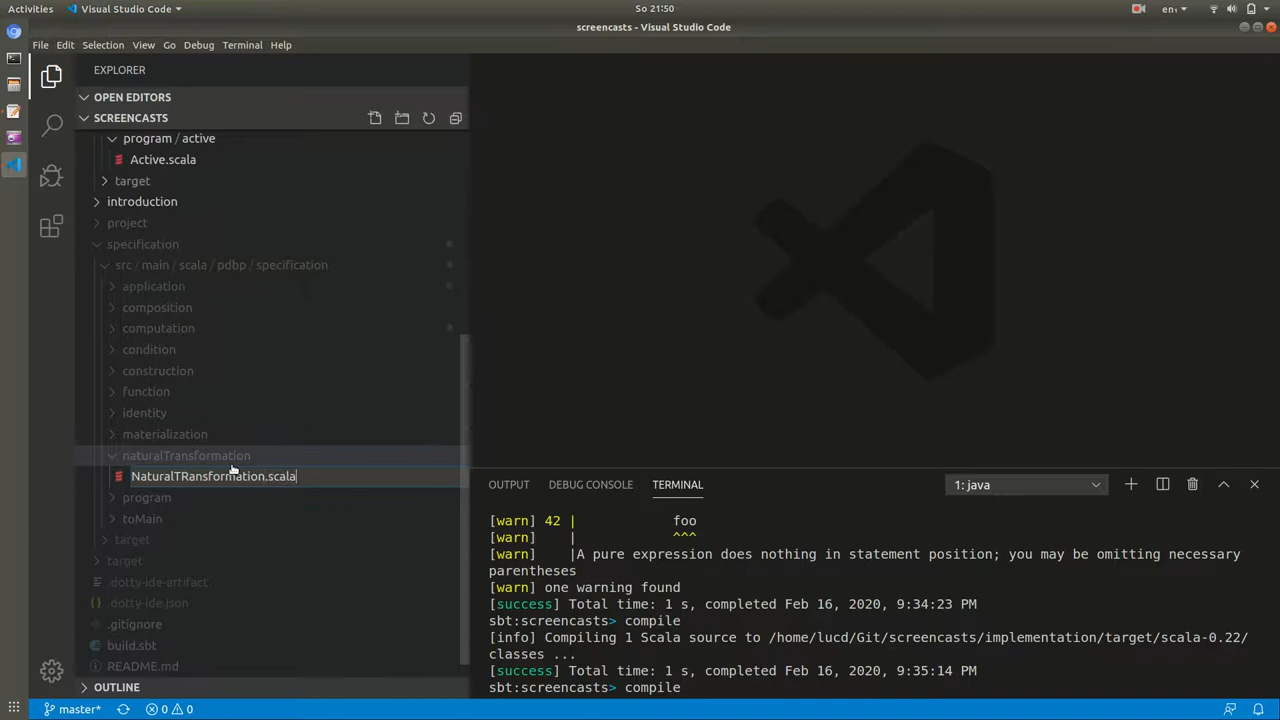 Activities
Visual Studio Code
So 21:50
en₁
screencasts - Visual Studio Code
File Edit Selection View Go Debug Terminal Help
EXPLORER
OPEN EDITORS
SCREENCASTS
program / active
Active.scala
target
introduction
project
specification
src / main / scala / pdbp / specification
application
composition
computation
condition
construction
function
identity
materialization
naturalTransformation
NaturalTRansformation.scala
program
toMain
target
target
.dotty-ide-artifact
.dotty-ide.json
.gitignore
build.sbt
README.md
OUTLINE
OUTPUT DEBUG CONSOLE TERMINAL
1: java
[warn] 42 | foo
[warn] | ^^^
[warn] |A pure expression does nothing in statement position; you may be omitting necessary
parentheses
[warn] one warning found
[success] Total time: 1 s, completed Feb 16, 2020, 9:34:23 PM
sbt:screencasts> compile
[info] Compiling 1 Scala source to /home/lucd/Git/screencasts/implementation/target/scala-0.22/
classes ...
[success] Total time: 1 s, completed Feb 16, 2020, 9:35:14 PM
sbt:screencasts> compile
master* 0 0